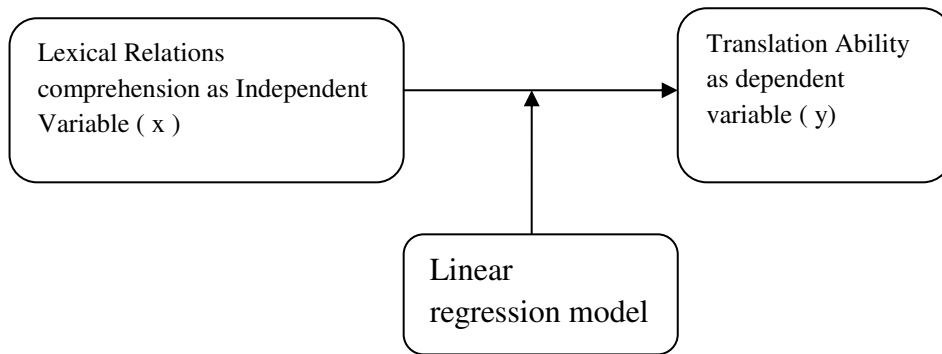 Lexical Relations
comprehension as Independent
Variable ( x )
Translation Ability
as dependent
variable ( y)
Linear
regression model